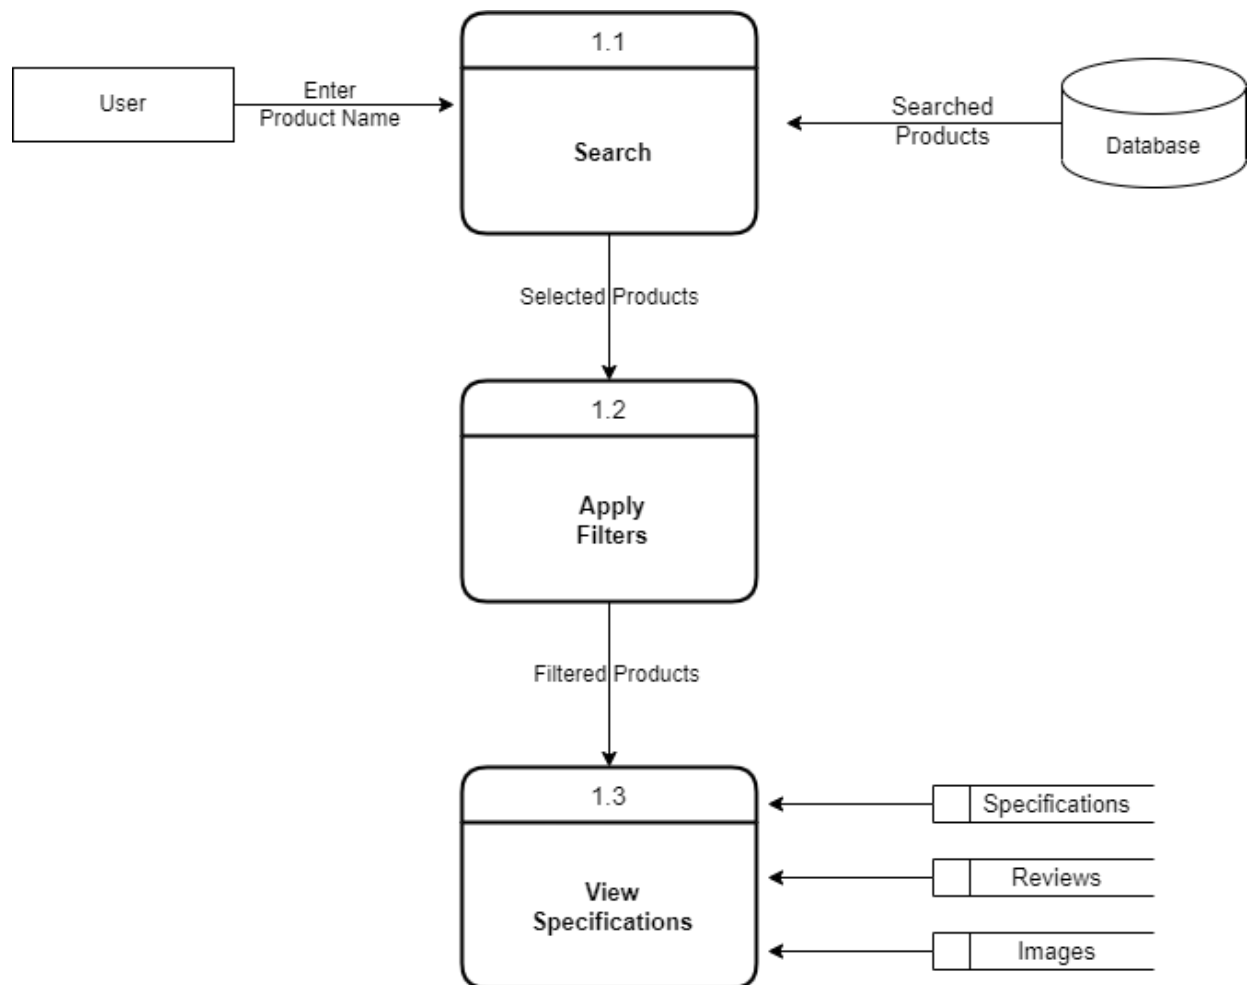 1.1
User
Enter
Product Name
Search
Searched
Products
Database
Selected Products
1.2
Apply
Filters
Filtered Products
1.3
View
Specifications
Specifications
Reviews
Images